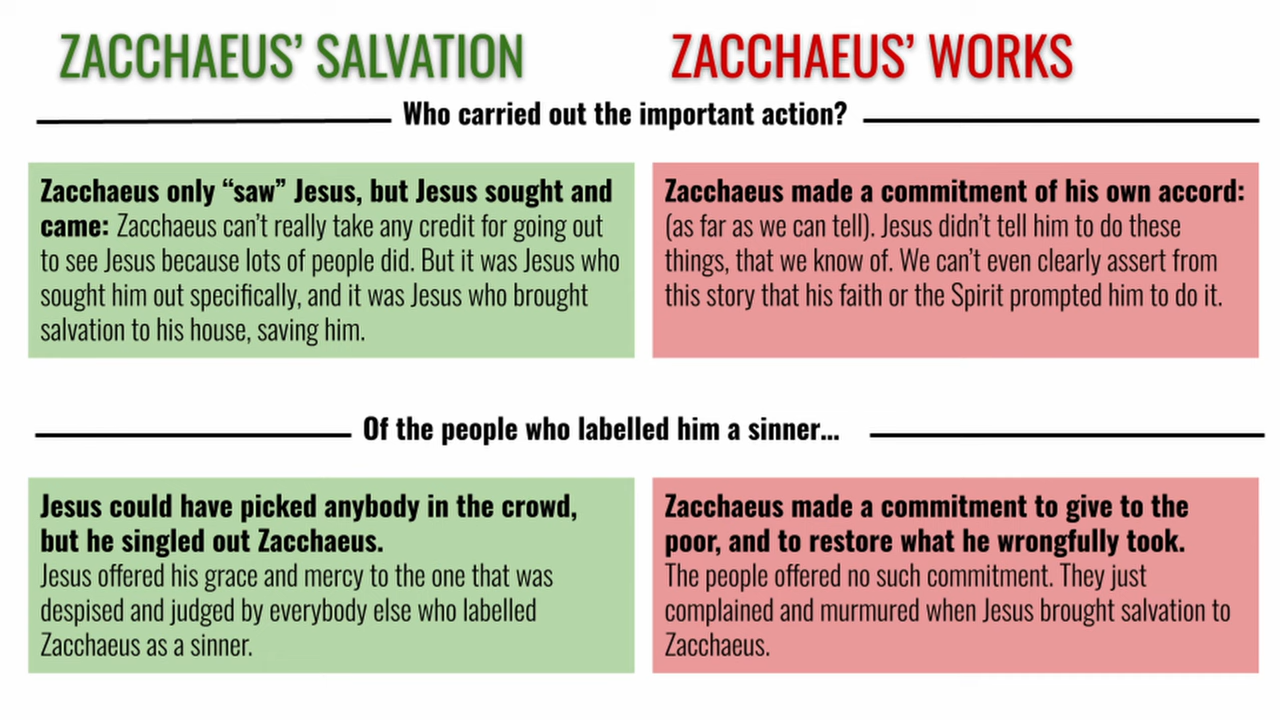 ZACCHAEUS’ SALVATION
ZACCHAEUS’ WORKS
Who carried out the important action?
Zacchaeus only “saw” Jesus, but Jesus sought and
came: Zacchaeus can’t really take any credit for going out
to see Jesus because lots of people did. But it was Jesus who
sought him out specifically, and it was Jesus who brought
salvation to his house, saving him.
Zacchaeus made a commitment of his own accord:
(as far as we can tell). Jesus didn’t tell him to do these
things, that we know of. We can’t even clearly assert from
this story that his faith or the Spirit prompted him to do it.
Of the people who labelled him a sinner...
Jesus could have picked anybody in the crowd,
but he singled out Zacchaeus.
Jesus offered his grace and mercy to the one that was
despised and judged by everybody else who labelled
Zacchaeus as a sinner.
Zacchaeus made a commitment to give to the
poor, and to restore what he wrongfully took.
The people offered no such commitment. They just
complained and murmured when Jesus brought salvation to
Zacchaeus.